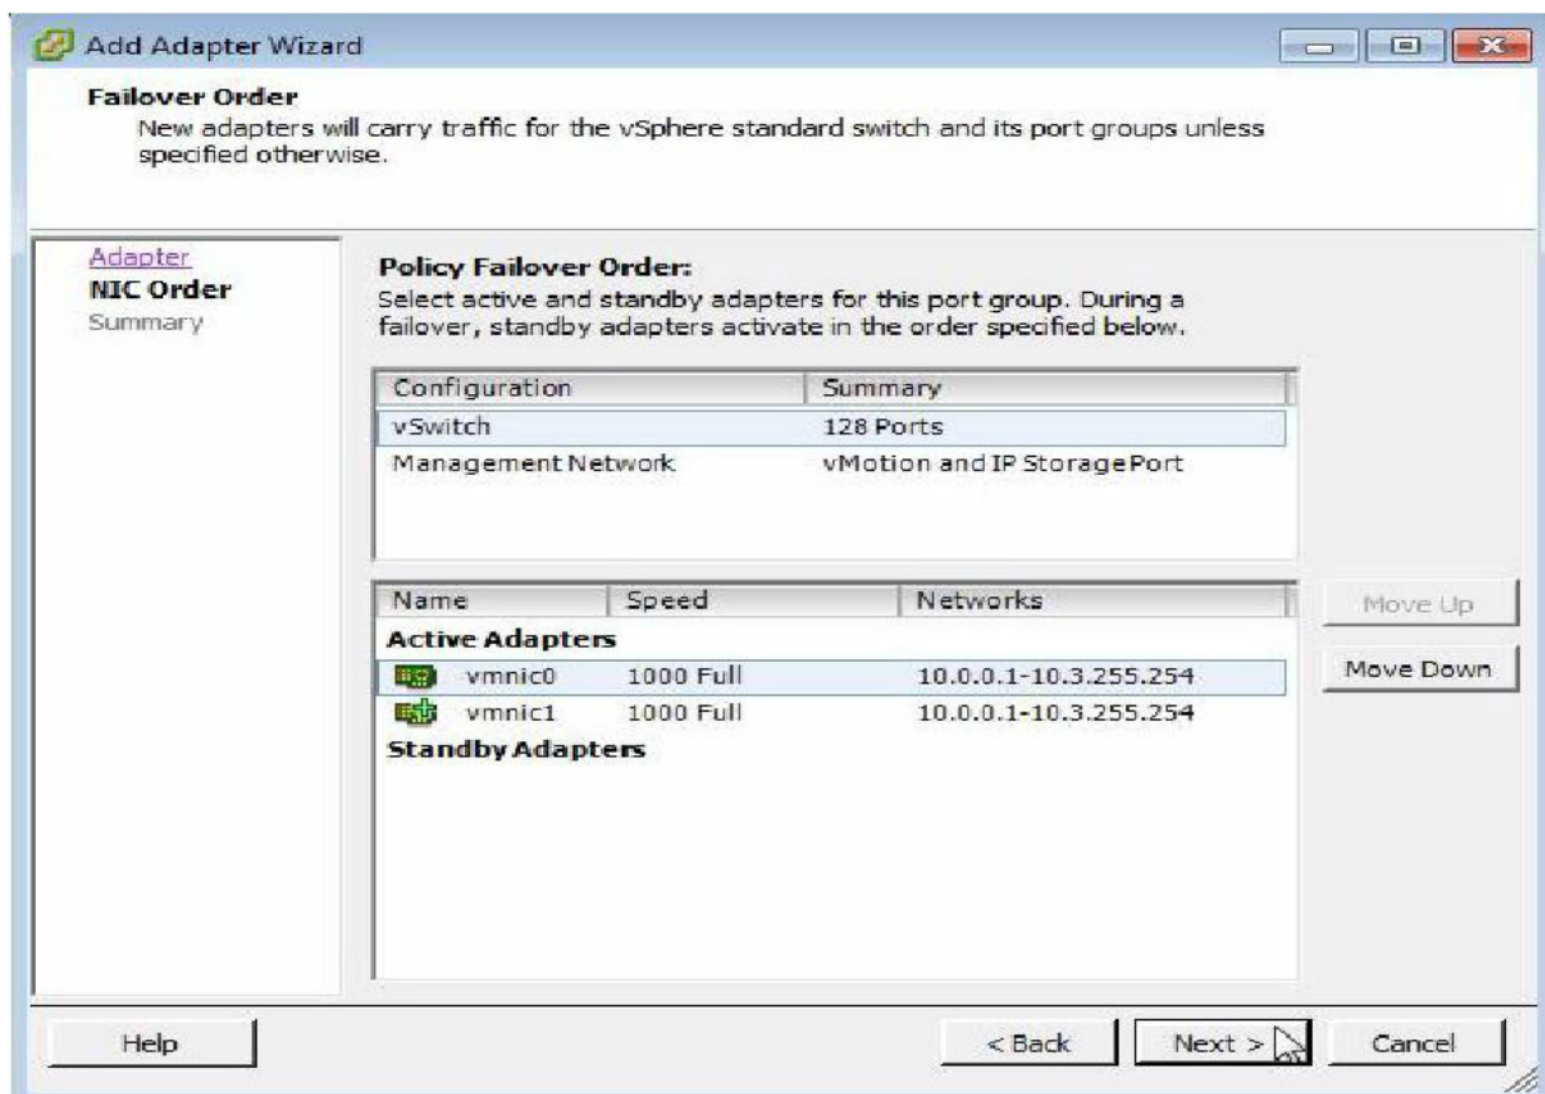 Add Adapter Wizard
Failover Order
New adapters will carry traffic for the vSphere standard switch and its port groups unless
specified otherwise.
Adapter
NIC Order
Summary
Policy Failover Order:
Select active and standby adapters for this port group. During a
failover, standby adapters activate in the order specified below.
Configuration Summary
vSwitch 128 Ports
Management Network vMotion and IP Storage Port
Name Speed Networks
Active Adapters
vmnic0 1000 Full 10.0.0.1-10.3.255.254
vmnic1 1000 Full 10.0.0.1-10.3.255.254
Standby Adapters
Move Up
Move Down
Help < Back Next > Cancel